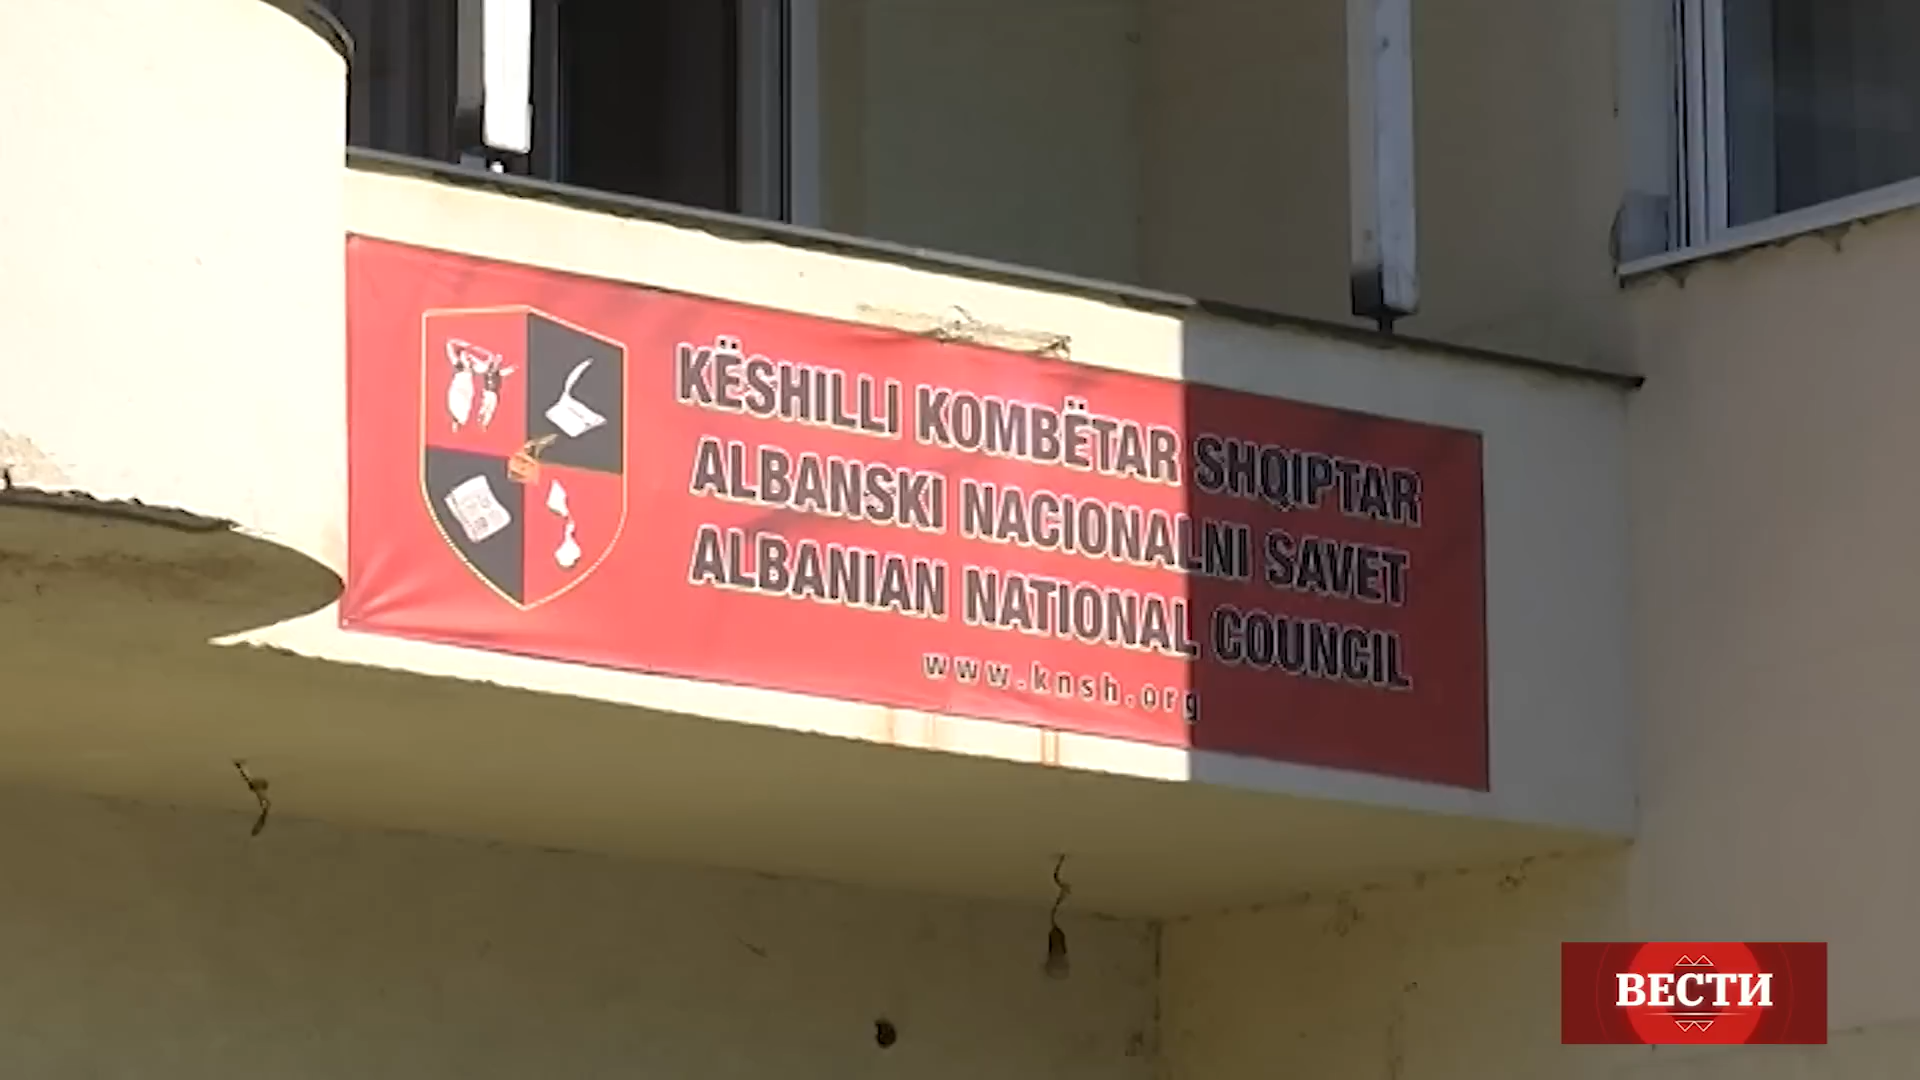 KËSHILLI KOMBËTAR SHQIPTAR
ALBANSKI NACIONALNI SAVET
ALBANIAN NATIONAL COUNCIL
www.knsh.org
ВЕСТИ